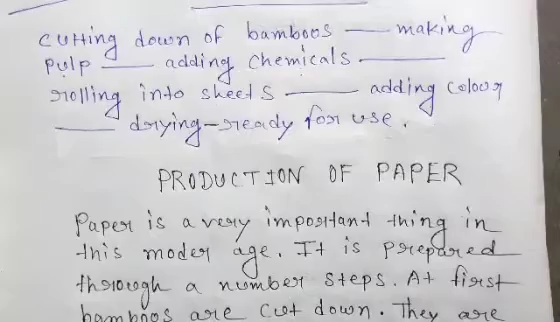 cutting down of bamboos — making
pulp — adding chemicals —
rolling into sheets — adding colour
— drying-ready for use.
PRODUCTION OF PAPER
Paper is a very important thing in
this moder age. It is prepared
through a number steps. At first
bamboos are cut down. They are